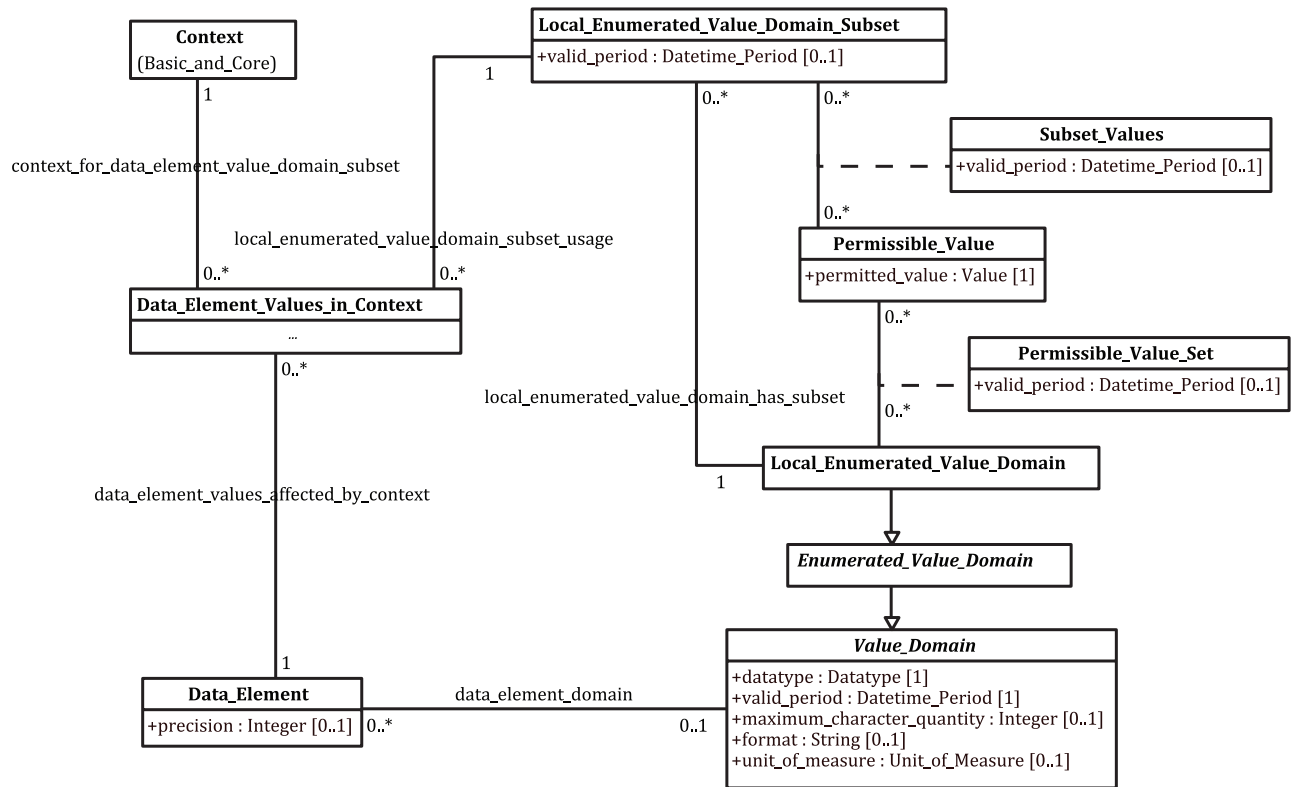 Context
(Basic_and_Core)
1
Local_Enumerated_Value_Domain_Subset
+valid_period : Datetime_Period [0..1]
1
0..*
0..*
Subset_Values
+valid_period : Datetime_Period [0..1]
context_for_data_element_value_domain_subset
0..*
local_enumerated_value_domain_subset_usage
Permissible_Value
+permitted_value : Value [1]
0..*
0..*
Data_Element_Values_in_Context
...
0..*
0..*
Permissible_Value_Set
+valid_period : Datetime_Period [0..1]
local_enumerated_value_domain_has_subset
0..*
Local_Enumerated_Value_Domain
1
data_element_values_affected_by_context
Enumerated_Value_Domain
1
Data_Element
+precision : Integer [0..1]
0..*
data_element_domain
0..1
Value_Domain
+datatype : Datatype [1]
+valid_period : Datetime_Period [1]
+maximum_character_quantity : Integer [0..1]
+format : String [0..1]
+unit_of_measure : Unit_of_Measure [0..1]